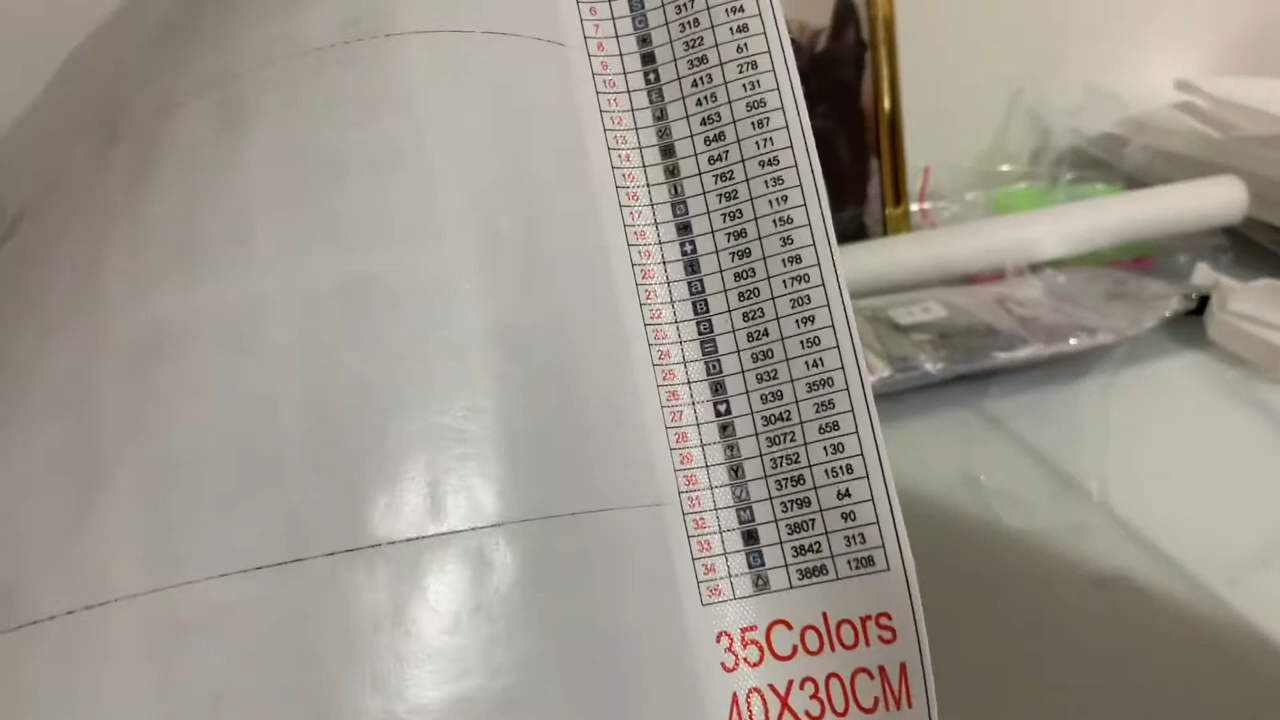 6 S
7 C 317
8 318 194
9 322 148
10 336 61
11 E 413 278
12 J 415 131
13 % 453 505
14 646 187
15 V 647 171
16 I 762 945
17 ø 792 135
18 → 793 119
19 + 796 156
20 t 799 35
21 a 803 198
22 B 820 1790
23 e 823 203
24 = 824 199
25 D 930 150
26 n 932 141
27 ♥ 939 3590
28 3042 255
29 ? 3072 658
30 Y 3752 130
31 3756 1518
32 M 3799 64
33 3807 90
34 G 3842 313
35 △ 3866 1208
35Colors
40X30CM